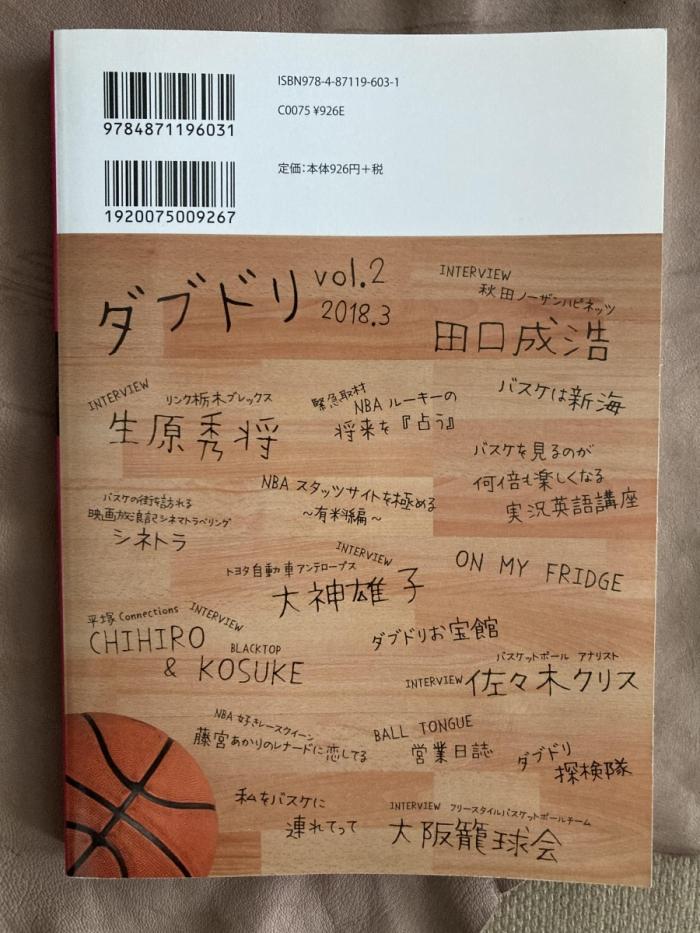 9784871196031
ISBN978-4-87119-603-1
C0075 ¥926E
1920075009267
定価：本体926円＋税
ダブドリ vol.2
2018.3
INTERVIEW
秋田ノーザンハピネッツ
田口成浩
INTERVIEW
リンク栃木ブレックス
生原秀将
緊急取材
NBA ルーキーの
将来を『占う』
バスケは新海
バスケを見るのが
何倍も楽しくなる
実況英語講座
NBA スタッツサイトを極める
～有料編～
バスケの街を訪れる
映画放浪記シネマトラベリング
シネトラ
INTERVIEW
トヨタ自動車アンテロープス
大神雄子
ON MY FRIDGE
平塚Connections INTERVIEW
CHIHIRO
BLACKTOP
& KOSUKE
ダブドリお宝館
バスケットボール アナリスト
INTERVIEW 佐々木クリス
NBA 好きレースクイーン
藤宮あかりのレナードに恋してる
BALL TONGUE
営業日誌
ダブドリ
探検隊
私をバスケに
連れてって
INTERVIEW フリースタイルバスケットボールチーム
大阪籠球会